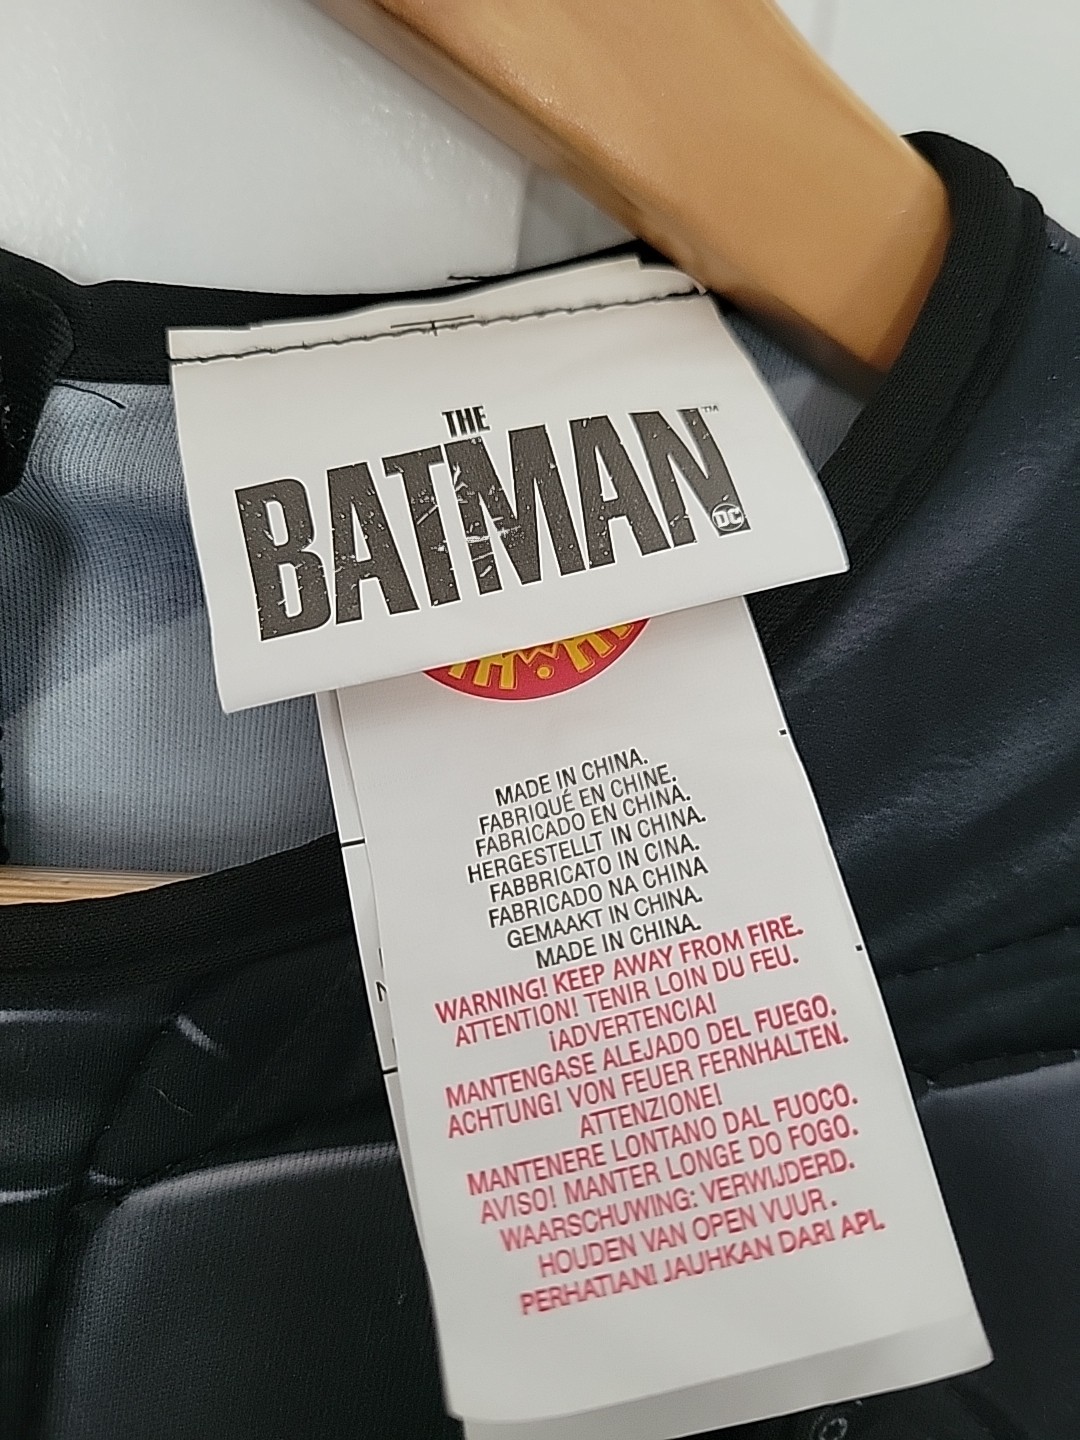 THE
BATMAN™
DC
MADE IN CHINA.
FABRIQUÉ EN CHINE.
FABRICADO EN CHINA.
HERGESTELLT IN CHINA.
FABBRICATO IN CINA.
FABRICADO NA CHINA
GEMAAKT IN CHINA.
MADE IN CHINA.
WARNING! KEEP AWAY FROM FIRE.
ATTENTION! TENIR LOIN DU FEU.
¡ADVERTENCIA!
MANTENGASE ALEJADO DEL FUEGO.
ACHTUNG! VON FEUER FERNHALTEN.
ATTENZIONE!
MANTENERE LONTANO DAL FUOCO.
AVISO! MANTER LONGE DO FOGO.
WAARSCHUWING: VERWIJDERD.
HOUDEN VAN OPEN VUUR.
PERHATIAN! JAUHKAN DARI API.